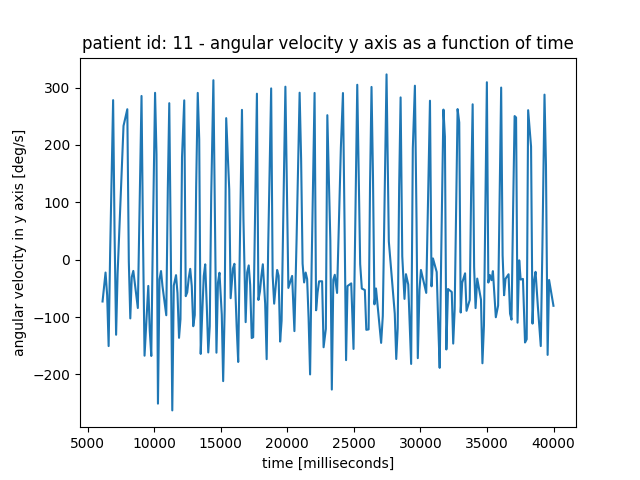 patient id: 11 - angular velocity y axis as a function of time
angular velocity in y axis [deg/s]
300
200
100
0
−100
−200
5000 10000 15000 20000 25000 30000 35000 40000
time [milliseconds]